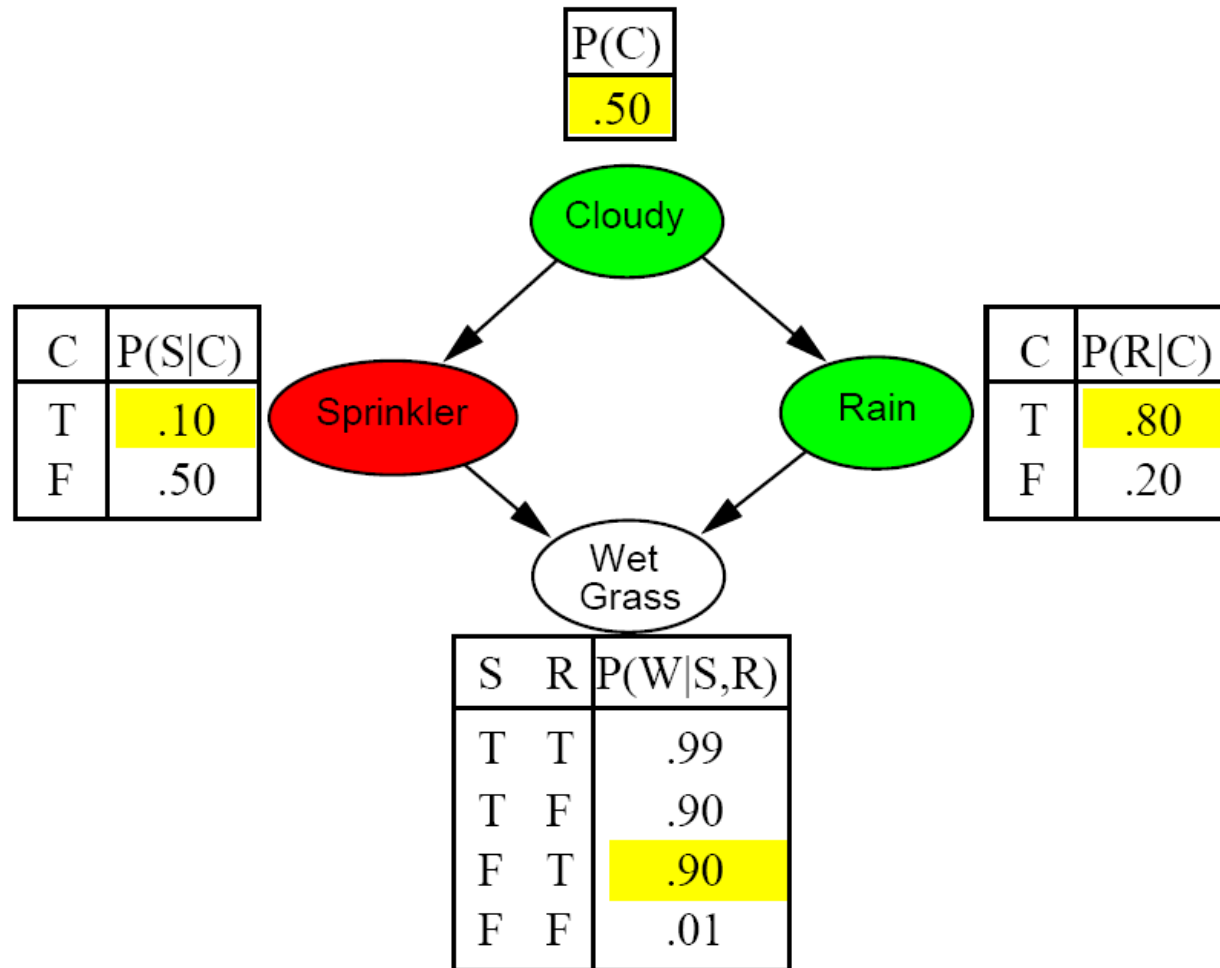 P(C)
.50
Cloudy
C P(S|C)
T .10
F .50
Sprinkler
Rain
C P(R|C)
T .80
F .20
Wet
Grass
S R P(W|S,R)
T T .99
T F .90
F T .90
F F .01